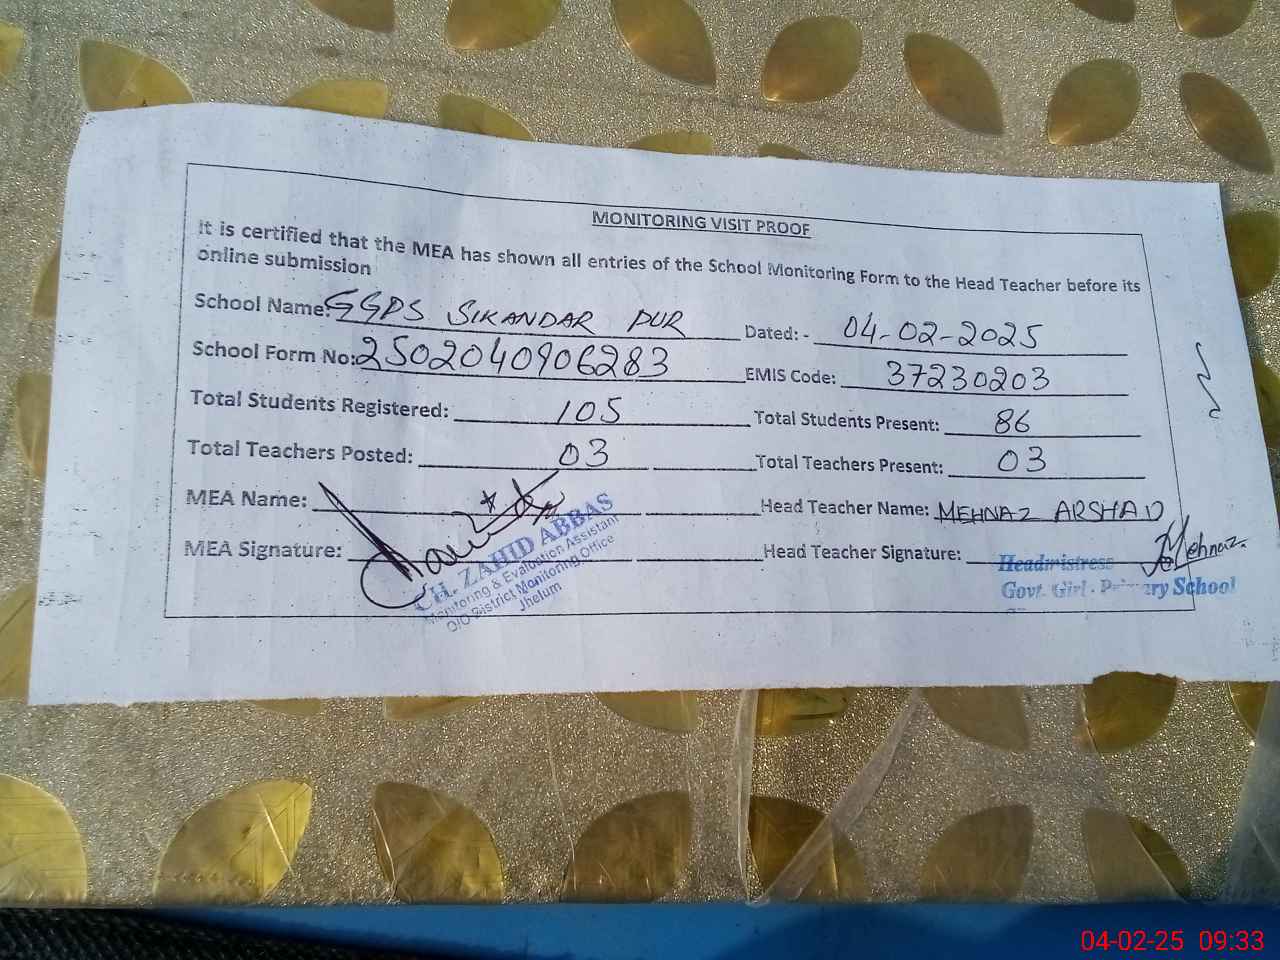 MONITORING VISIT PROOF
It is certified that the MEA has shown all entries of the School Monitoring Form to the Head Teacher before its
online submission
School Name: GGPS SIKANDAR PUR Dated: - 04-02-2025
School Form No: 2502040906283 EMIS Code: 37230203
Total Students Registered: 105 Total Students Present: 86
Total Teachers Posted: 03 Total Teachers Present: 03
MEA Name: Head Teacher Name: MEHNAZ ARSHAD
MEA Signature: Head Teacher Signature: Mehnaz
CH. ZAHID ABBAS
Monitoring & Evaluation Assistant
O/O District Monitoring Office
Jhelum
Headmistress
Govt. Girl. Primary School
04-02-25 09:33